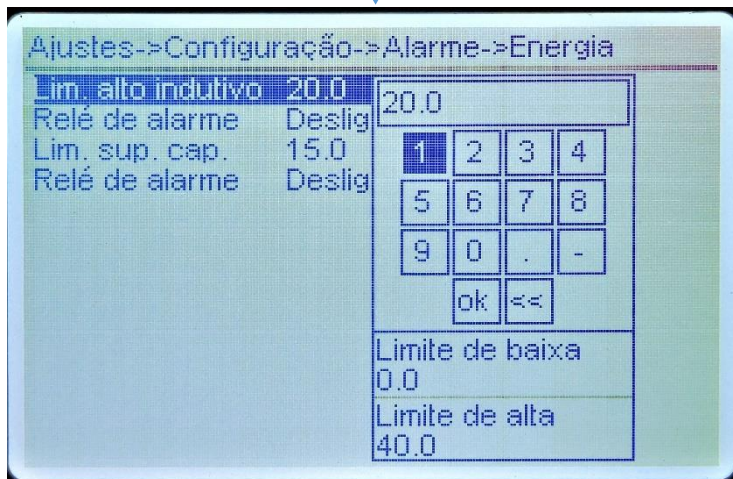 Ajustes->Configuração->Alarme->Energia
Lim. alto indutivo 20.0
Relé de alarme Deslig
Lim. sup. cap. 15.0
Relé de alarme Deslig
20.0
1 2 3 4
5 6 7 8
9 0 . -
ok <<
Limite de baixa
0.0
Limite de alta
40.0